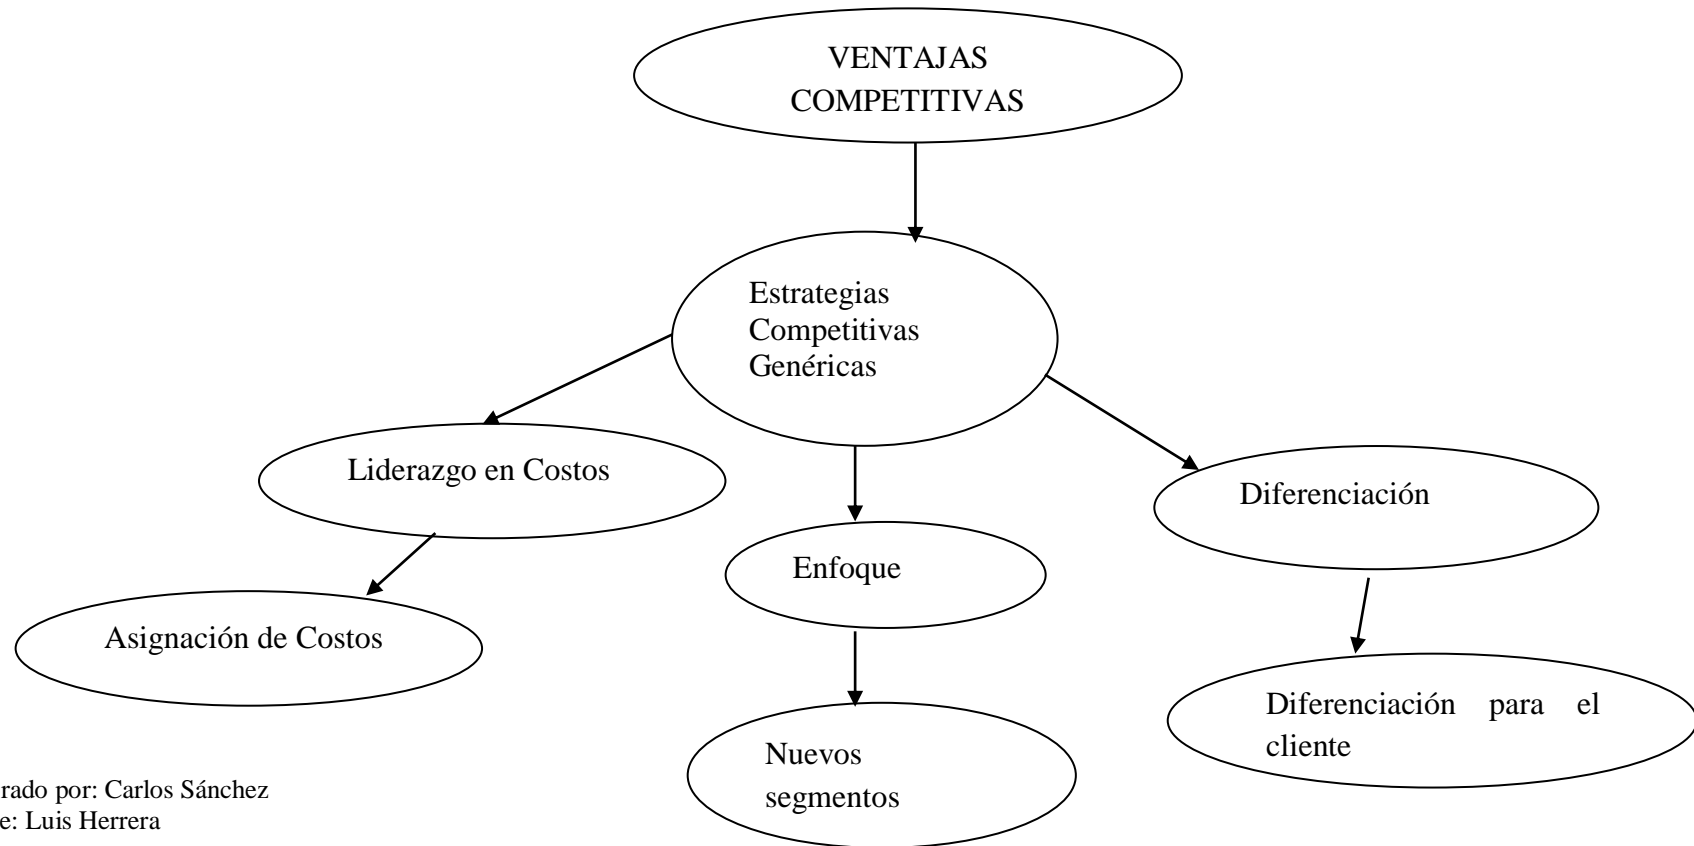 VENTAJAS
COMPETITIVAS
Estrategias
Competitivas
Genéricas
Liderazgo en Costos
Diferenciación
Enfoque
Asignación de Costos
Diferenciación para el
cliente
Nuevos
segmentos
rado por: Carlos Sánchez
e: Luis Herrera